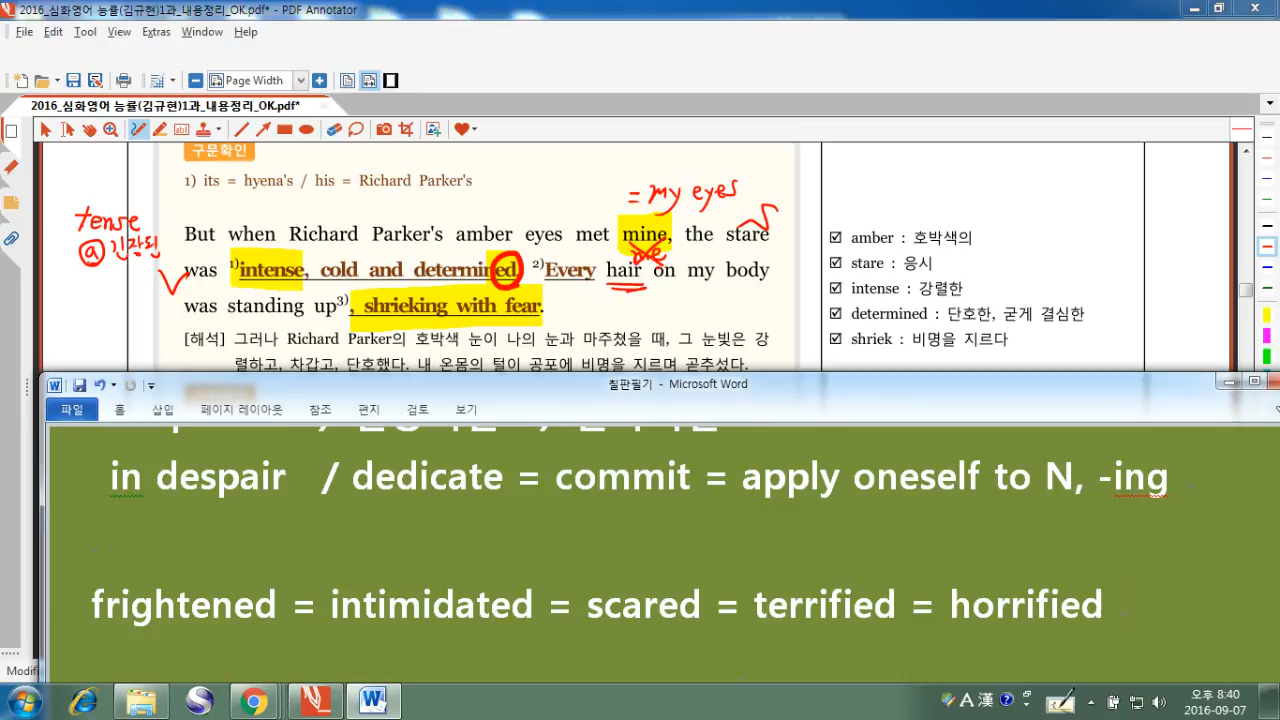 2016_심화영어 능률(김규현)1과_내용정리_OK.pdf* - PDF Annotator
File Edit Tool View Extras Window Help
Page Width
2016_심화영어 능률(김규현)1과_내용정리_OK.pdf*
구문확인
1) its = hyena's / his = Richard Parker's
= my eyes
tense
ⓐ 긴장된
But when Richard Parker's amber eyes met mine, the stare
me
was 1)intense, cold and determined. 2)Every hair on my body
was standing up3), shrieking with fear.
[해석] 그러나 Richard Parker의 호박색 눈이 나의 눈과 마주쳤을 때, 그 눈빛은 강
렬하고, 차갑고, 단호했다. 내 온몸의 털이 공포에 비명을 지르며 곤추섰다.
amber : 호박색의
stare : 응시
intense : 강렬한
determined : 단호한, 굳게 결심한
shriek : 비명을 지르다
칠판필기 - Microsoft Word
파일 홈 삽입 페이지 레이아웃 참조 편지 검토 보기
in despair / dedicate = commit = apply oneself to N, -ing
frightened = intimidated = scared = terrified = horrified
Modifi
A 漢
오후 8:40
2016-09-07